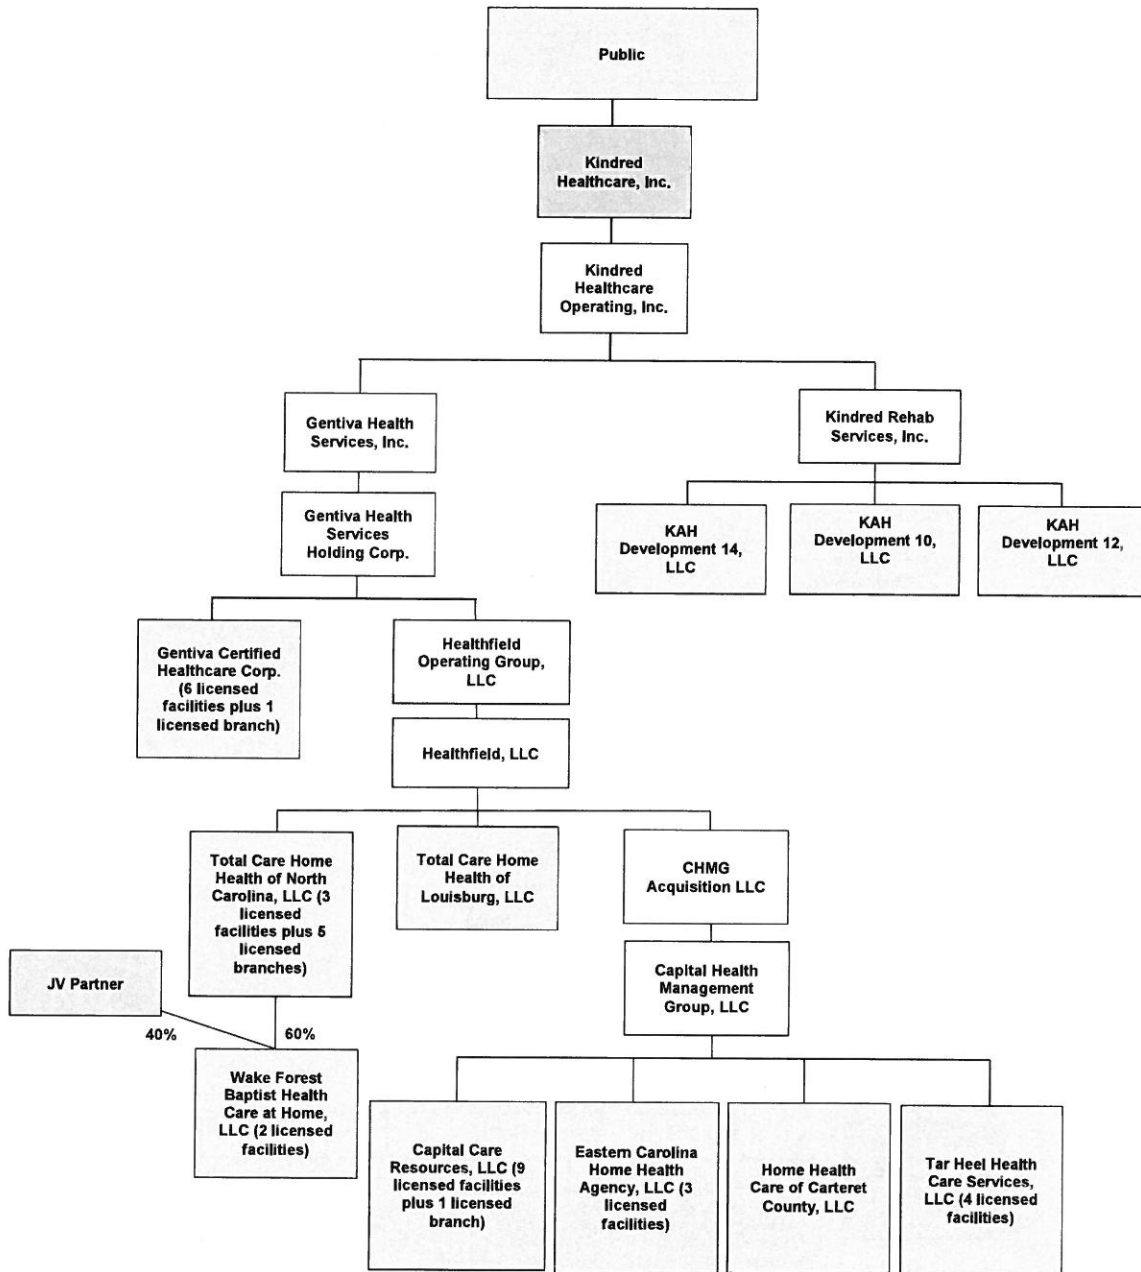 Public
Kindred
Healthcare, Inc.
Kindred
Healthcare
Operating, Inc.
Gentiva Health
Services, Inc.
Kindred Rehab
Services, Inc.
Gentiva Health
Services
Holding Corp.
KAH
Development 14,
LLC
KAH
Development 10,
LLC
KAH
Development 12,
LLC
Gentiva Certified
Healthcare Corp.
(6 licensed
facilities plus 1
licensed branch)
Healthfield
Operating Group,
LLC
Healthfield, LLC
Total Care Home
Health of North
Carolina, LLC (3
licensed
facilities plus 5
licensed
branches)
Total Care Home
Health of
Louisburg, LLC
CHMG
Acquisition LLC
JV Partner
Capital Health
Management
Group, LLC
40%
60%
Wake Forest
Baptist Health
Care at Home,
LLC (2 licensed
facilities)
Capital Care
Resources, LLC (9
licensed facilities
plus 1 licensed
branch)
Eastern Carolina
Home Health
Agency, LLC (3
licensed
facilities)
Home Health
Care of Carteret
County, LLC
Tar Heel Health
Care Services,
LLC (4 licensed
facilities)